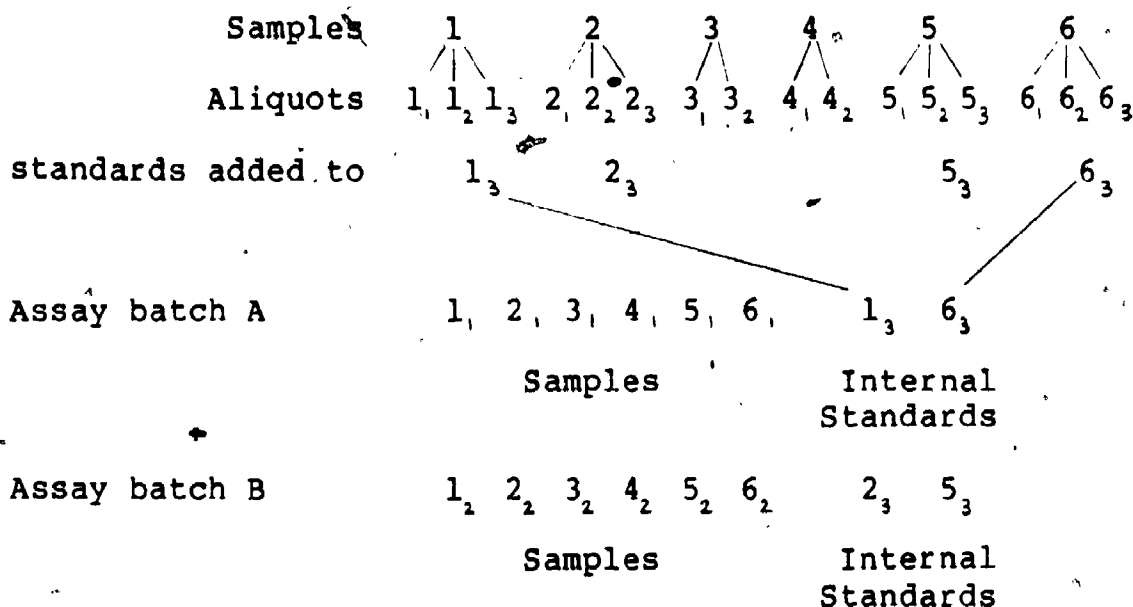 Samples 1 2 3 4 5 6
Aliquots 1₁ 1₂ 1₃ 2₁ 2₂ 2₃ 3₁ 3₂ 4₁ 4₂ 5₁ 5₂ 5₃ 6₁ 6₂ 6₃
standards added to 1₃ 2₃ 5₃ 6₃
Assay batch A 1₁ 2₁ 3₁ 4₁ 5₁ 6₁ 1₃ 6₃
Samples Internal
Standards
Assay batch B 1₂ 2₂ 3₂ 4₂ 5₂ 6₂ 2₃ 5₃
Samples Internal
Standards